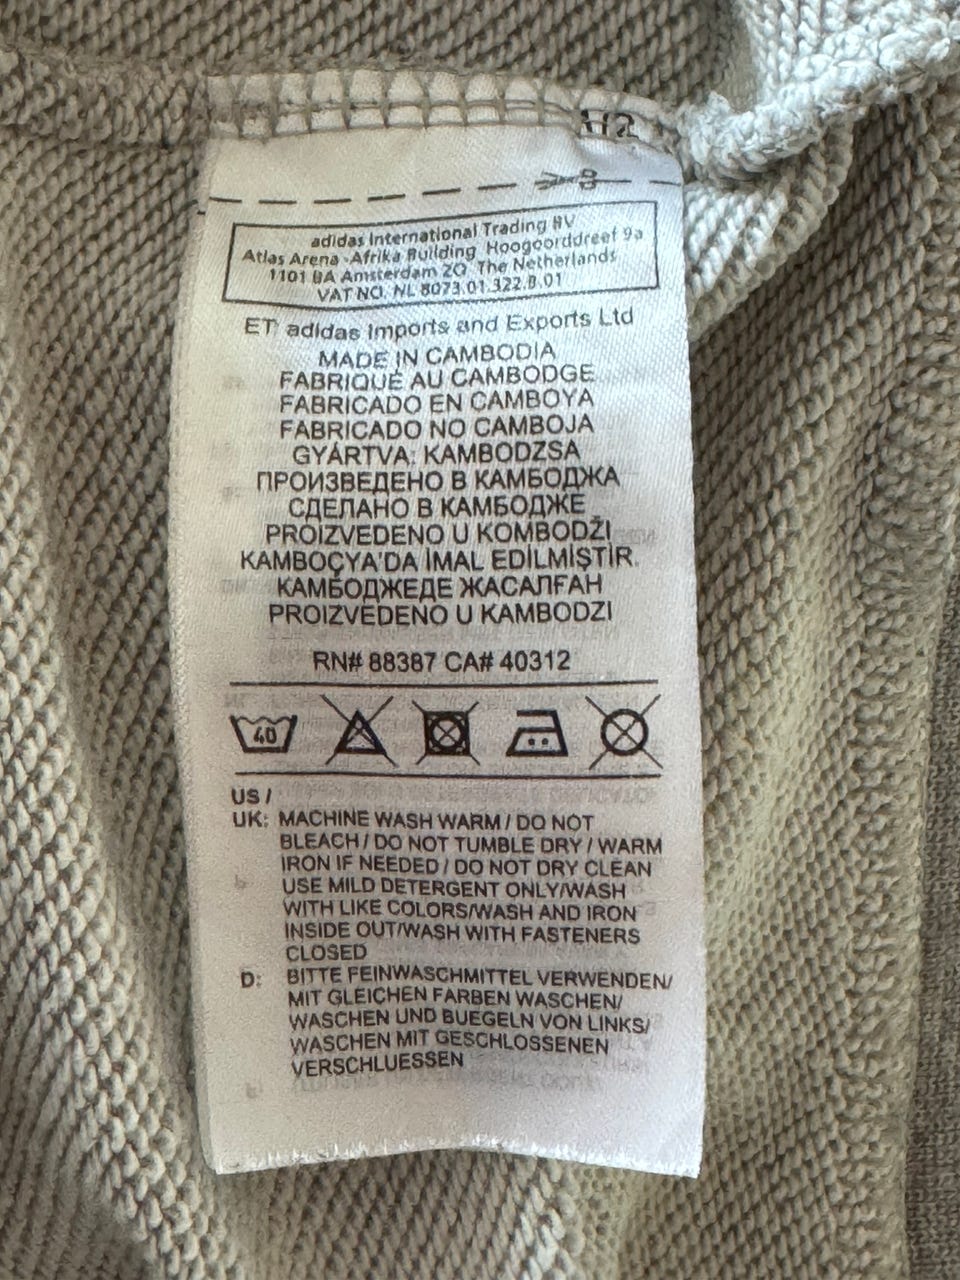 adidas International Trading BV
Atlas Arena -Afrika Building Hoogoorddreef 9a
1101 BA Amsterdam ZO The Netherlands
VAT NO. NL 8073.01.322.B.01
ET adidas Imports and Exports Ltd
MADE IN CAMBODIA
FABRIQUÉ AU CAMBODGE
FABRICADO EN CAMBOYA
FABRICADO NO CAMBOJA
GYÁRTVA: KAMBODZSA
ПРОИЗВЕДЕНО В КАМБОДЖА
СДЕЛАНО В КАМБОДЖЕ
PROIZVEDENO U KOMBODŽI
KAMBOÇYA'DA İMAL EDİLMİŞTİR.
КАМБОДЖЕДЕ ЖАСАЛҒАН
PROIZVEDENO U KAMBODZI
RN# 88387 CA# 40312
40
US /
UK: MACHINE WASH WARM / DO NOT
BLEACH / DO NOT TUMBLE DRY / WARM
IRON IF NEEDED / DO NOT DRY CLEAN
USE MILD DETERGENT ONLY/WASH
WITH LIKE COLORS/WASH AND IRON
INSIDE OUT/WASH WITH FASTENERS
CLOSED
D: BITTE FEINWASCHMITTEL VERWENDEN/
MIT GLEICHEN FARBEN WASCHEN/
WASCHEN UND BUEGELN VON LINKS/
WASCHEN MIT GESCHLOSSENEN
VERSCHLUESSEN